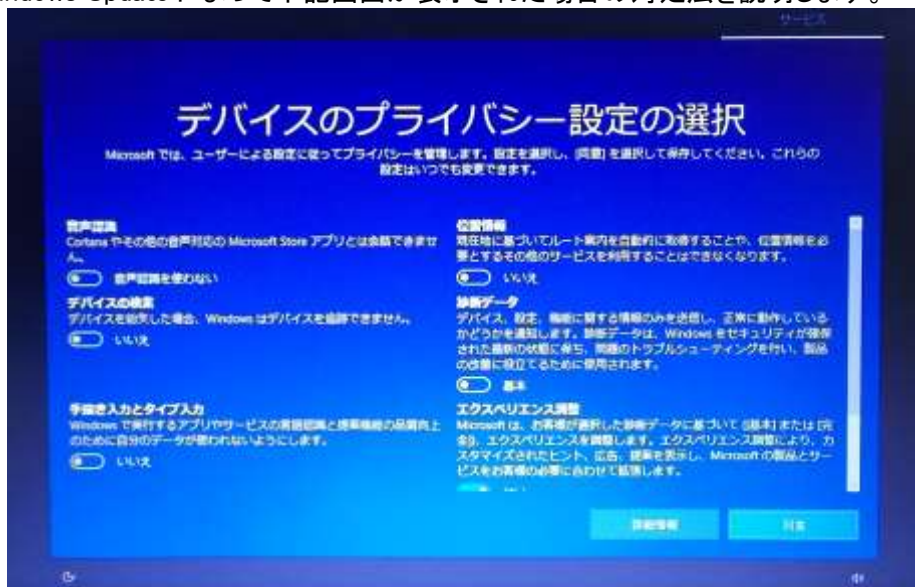 Windows Updateによって下記画面が表示された場合の対処法を説明します。
サービス
デバイスのプライバシー設定の選択
Microsoft では、ユーザーによる設定に従ってプライバシーを管理します。設定を選択し、[同意] を選択して保存してください。これらの
設定はいつでも変更できます。
音声認識
Cortana やその他の音声対応の Microsoft Store アプリとは会話できませ
ん。
音声認識を使わない
デバイスの検索
デバイスを紛失した場合、Windows はデバイスを追跡できません。
いいえ
手書き入力とタイプ入力
Windows で実行するアプリやサービスの言語認識と提案機能の品質向上
のために自分のデータが使われないようにします。
いいえ
位置情報
現在地に基づいてルート案内を自動的に取得することや、位置情報を必
要とするその他のサービスを利用することはできなくなります。
いいえ
診断データ
デバイス、設定、機能に関する情報のみを送信し、正常に動作している
かどうかを通知します。診断データは、Windows をセキュリティが確保
された最新の状態に保ち、問題のトラブルシューティングを行い、製品
の改善に役立てるために使用されます。
基本
エクスペリエンス調整
Microsoft は、お客様が選択した診断データに基づいて ([基本] または [完
全])、エクスペリエンスを調整します。エクスペリエンス調整により、カ
スタマイズされたヒント、広告、提案を表示し、Microsoft の製品とサー
ビスをお客様の必要に合わせて拡張します。
詳細情報
同意